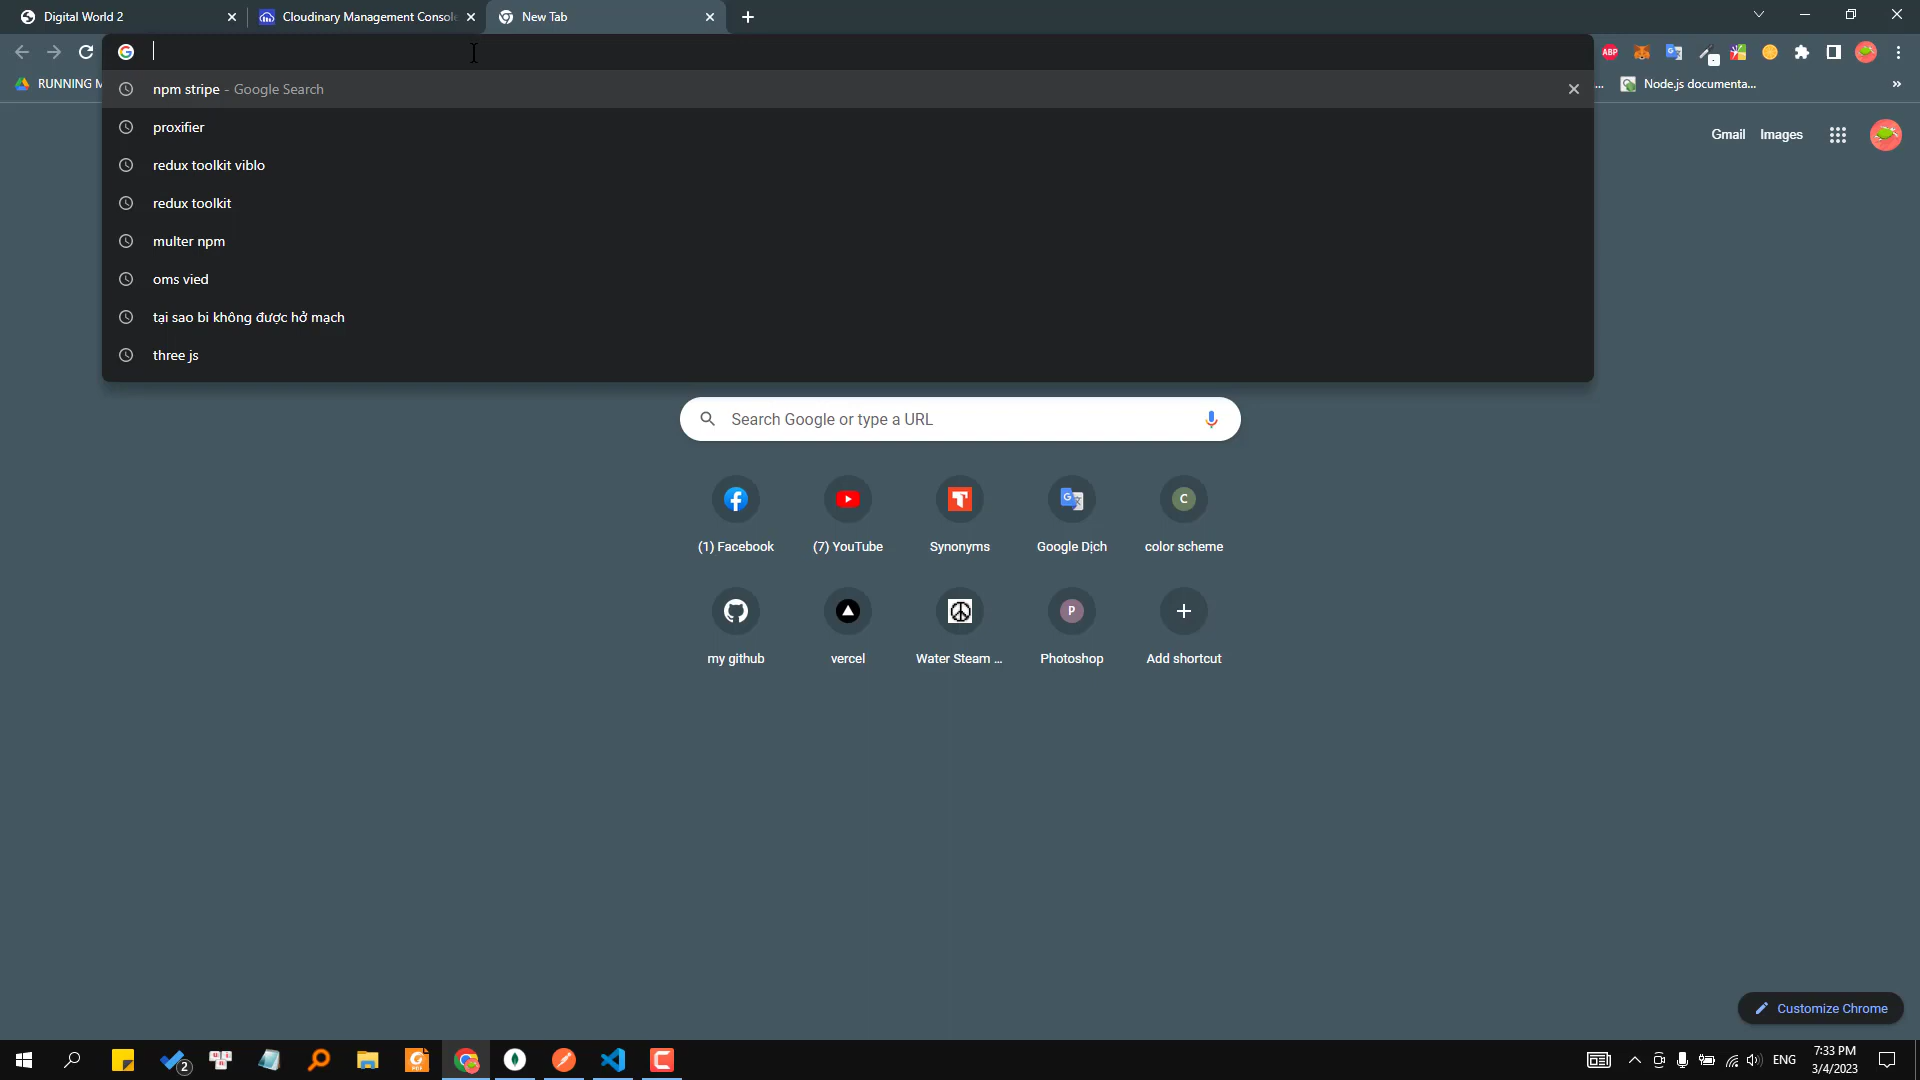 Digital World 2
Cloudinary Management Console
New Tab
ABP
RUNNING M
...
Node.js documenta...
»
npm stripe - Google Search
proxifier
redux toolkit viblo
redux toolkit
multer npm
oms vied
tại sao bi không được hở mạch
three js
Gmail
Images
Search Google or type a URL
C
(1) Facebook
(7) YouTube
Synonyms
Google Dịch
color scheme
P
my github
vercel
Water Steam ...
Photoshop
Add shortcut
Customize Chrome
2
ENG
7:33 PM
3/4/2023